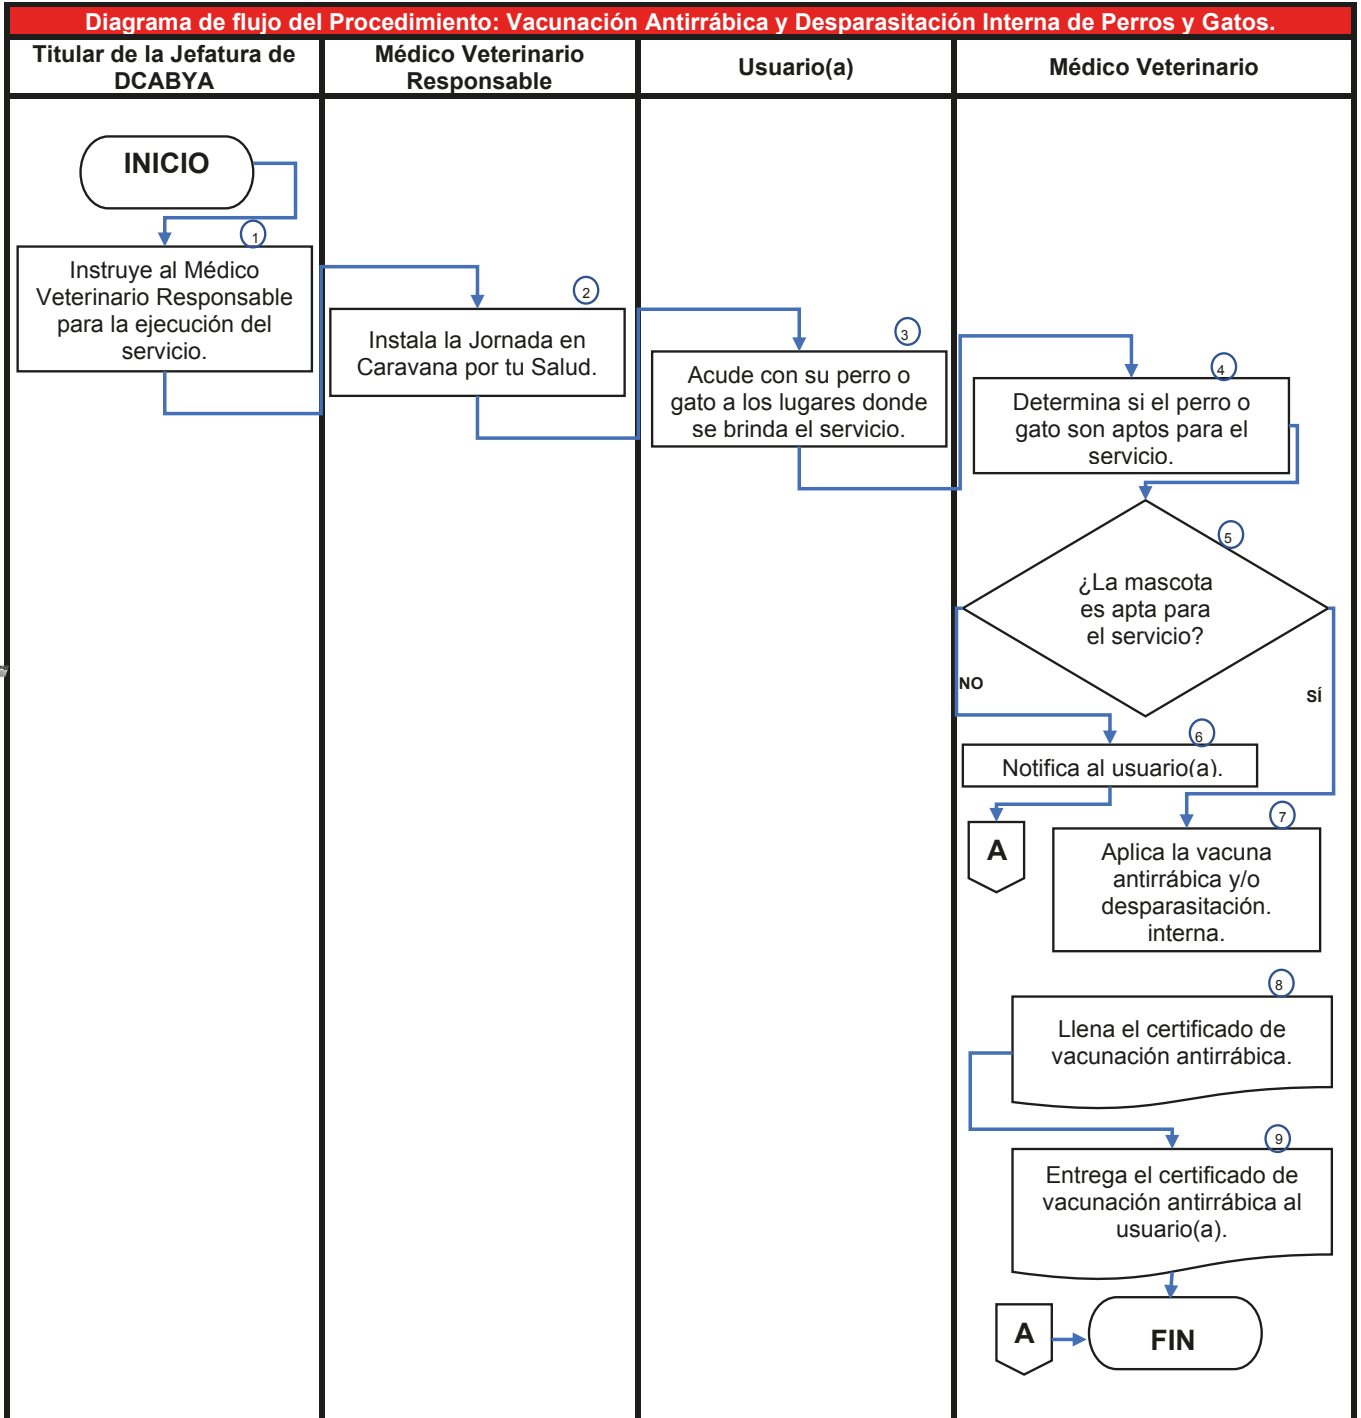 Diagrama de flujo del Procedimiento: Vacunación Antirrábica y Desparasitación Interna de Perros y Gatos.
Titular de la Jefatura de
DCABYA
Médico Veterinario
Responsable
Usuario(a)
Médico Veterinario
INICIO
1
Instruye al Médico
Veterinario Responsable
para la ejecución del
servicio.
2
Instala la Jornada en
Caravana por tu Salud.
3
Acude con su perro o
gato a los lugares donde
se brinda el servicio.
4
Determina si el perro o
gato son aptos para el
servicio.
5
¿La mascota
es apta para
el servicio?
NO
SÍ
6
Notifica al usuario(a).
A
7
Aplica la vacuna
antirrábica y/o
desparasitación.
interna.
8
Llena el certificado de
vacunación antirrábica.
9
Entrega el certificado de
vacunación antirrábica al
usuario(a).
A
FIN